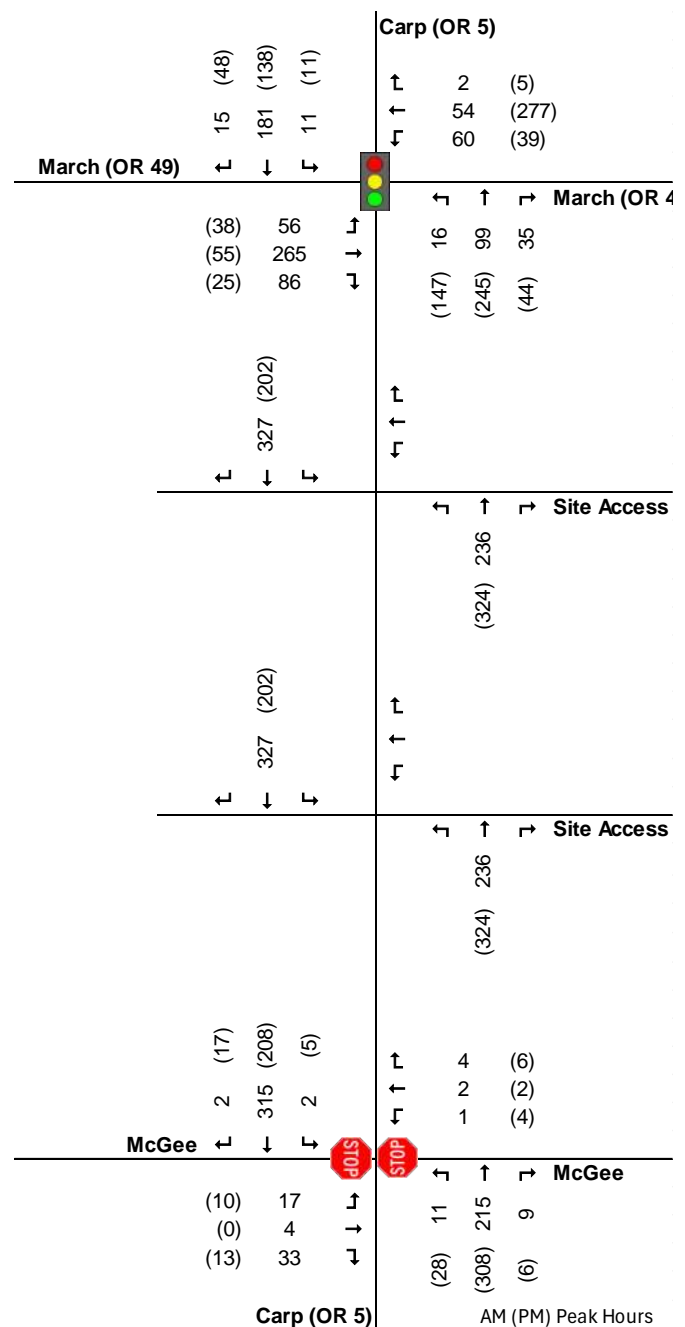 Carp (OR 5)
(48) (138) (11)
15 181 11
2 (5)
54 (277)
60 (39)
March (OR 49)
March (OR 4
(38) 56
(55) 265
(25) 86
16 99 35
(147) (245) (44)
327 (202)
Site Access
236
(324)
327 (202)
Site Access
236
(324)
(17) (208) (5)
2 315 2
4 (6)
2 (2)
1 (4)
McGee
STOP STOP
McGee
(10) 17
(0) 4
(13) 33
11 215 9
(28) (308) (6)
Carp (OR 5)
AM (PM) Peak Hours